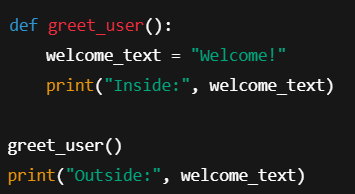 def greet_user():
    welcome_text = "Welcome!"
    print("Inside:", welcome_text)

greet_user()
print("Outside:", welcome_text)